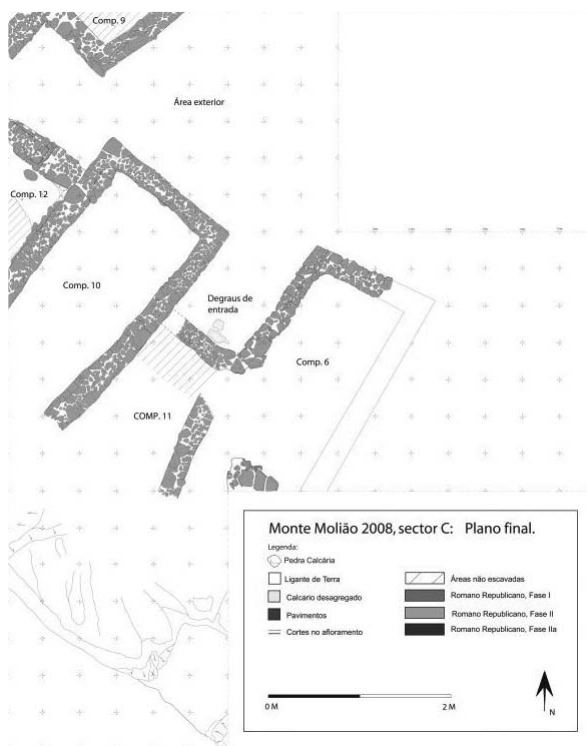 Comp. 9
Área exterior
Comp. 12
Comp. 10
Degraus de
entrada
Comp. 6
COMP. 11
Monte Molião 2008, sector C: Plano final.
Legenda:
Pedra Calcária
Ligante de Terra
Calcario desagregado
Pavimentos
Cortes no afloramento
Áreas não escavadas
Romano Republicano, Fase I
Romano Republicano, Fase II
Romano Republicano, Fase IIa
0 M
2 M
N